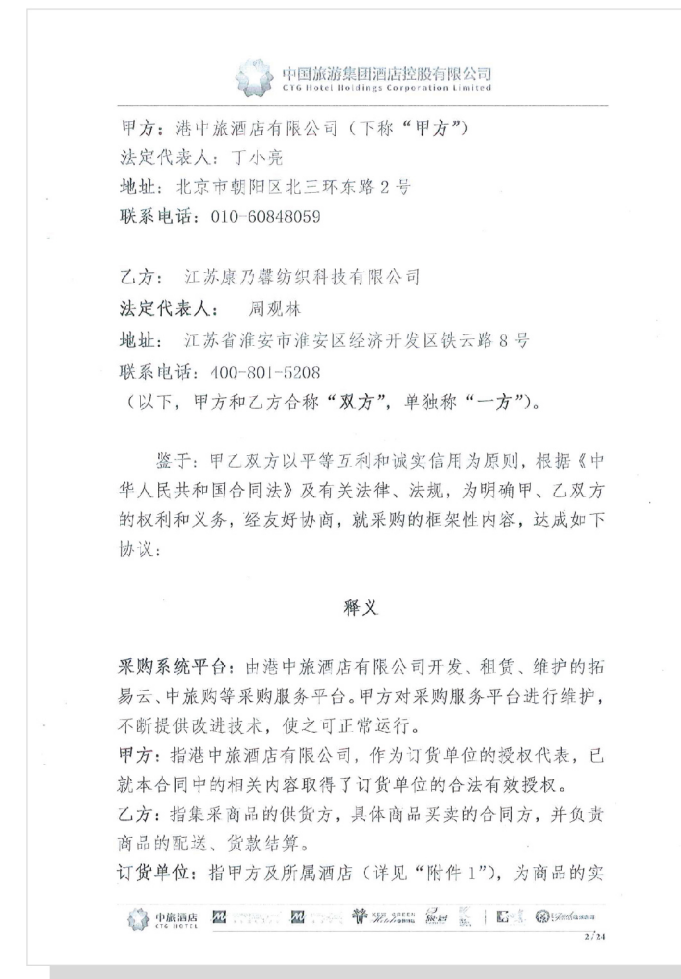 中国旅游集团酒店控股有限公司
CTG Hotel Holdings Corporation Limited
甲方：港中旅酒店有限公司（下称“甲方”）
法定代表人：丁小亮
地址：北京市朝阳区北三环东路 2 号
联系电话：010-60848059
乙方： 江苏康乃馨纺织科技有限公司
法定代表人： 周观林
地址： 江苏省淮安市淮安区经济开发区铁云路 8 号
联系电话：400-801-5208
（以下，甲方和乙方合称“双方”，单独称“一方”）。
鉴于：甲乙双方以平等互利和诚实信用为原则，根据《中
华人民共和国合同法》及有关法律、法规，为明确甲、乙双方
的权利和义务，经友好协商，就采购的框架性内容，达成如下
协议：
释义
采购系统平台：由港中旅酒店有限公司开发、租赁、维护的拓
易云、中旅购等采购服务平台。甲方对采购服务平台进行维护，
不断提供改进技术，使之可正常运行。
甲方：指港中旅酒店有限公司，作为订货单位的授权代表，已
就本合同中的相关内容取得了订货单位的合法有效授权。
乙方：指集采商品的供货方，具体商品买卖的合同方，并负责
商品的配送、货款结算。
订货单位：指甲方及所属酒店（详见“附件 1”），为商品的实
中旅酒店
CTG HOTEL
2/24